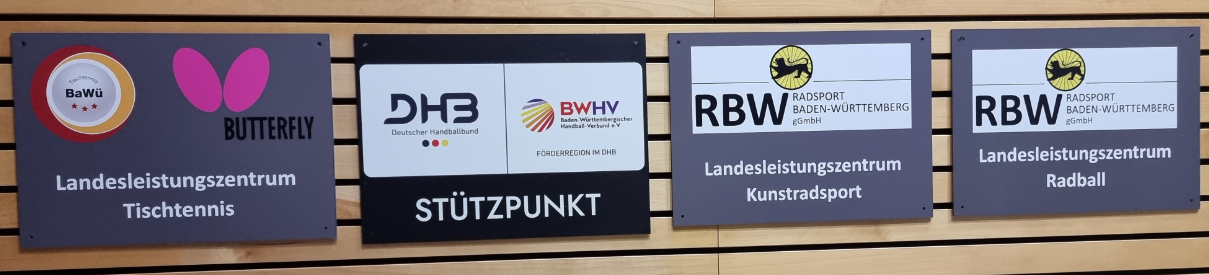 Tischtennis
BaWü
BUTTERFLY
Landesleistungszentrum
Tischtennis
DHB
Deutscher Handballbund
BWHV
Baden-Württembergischer
Handball-Verband e.V
FÖRDERREGION IM DHB
STÜTZPUNKT
RBW RADSPORT
BADEN-WÜRTTEMBERG
gGmbH
Landesleistungszentrum
Kunstradsport
RBW RADSPORT
BADEN-WÜRTTEMBERG
gGmbH
Landesleistungszentrum
Radball